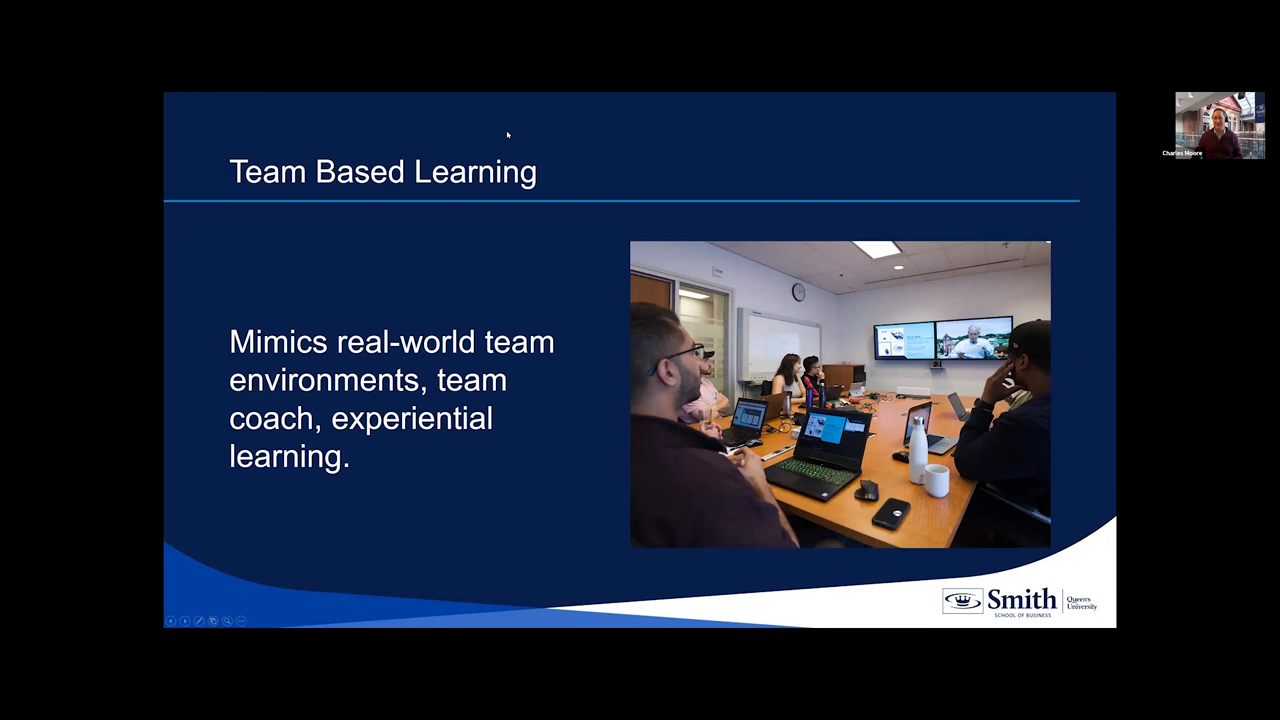 Team Based Learning
Charles Moore
Mimics real-world team
environments, team
coach, experiential
learning.
Smith
SCHOOL OF BUSINESS
Queen's
University